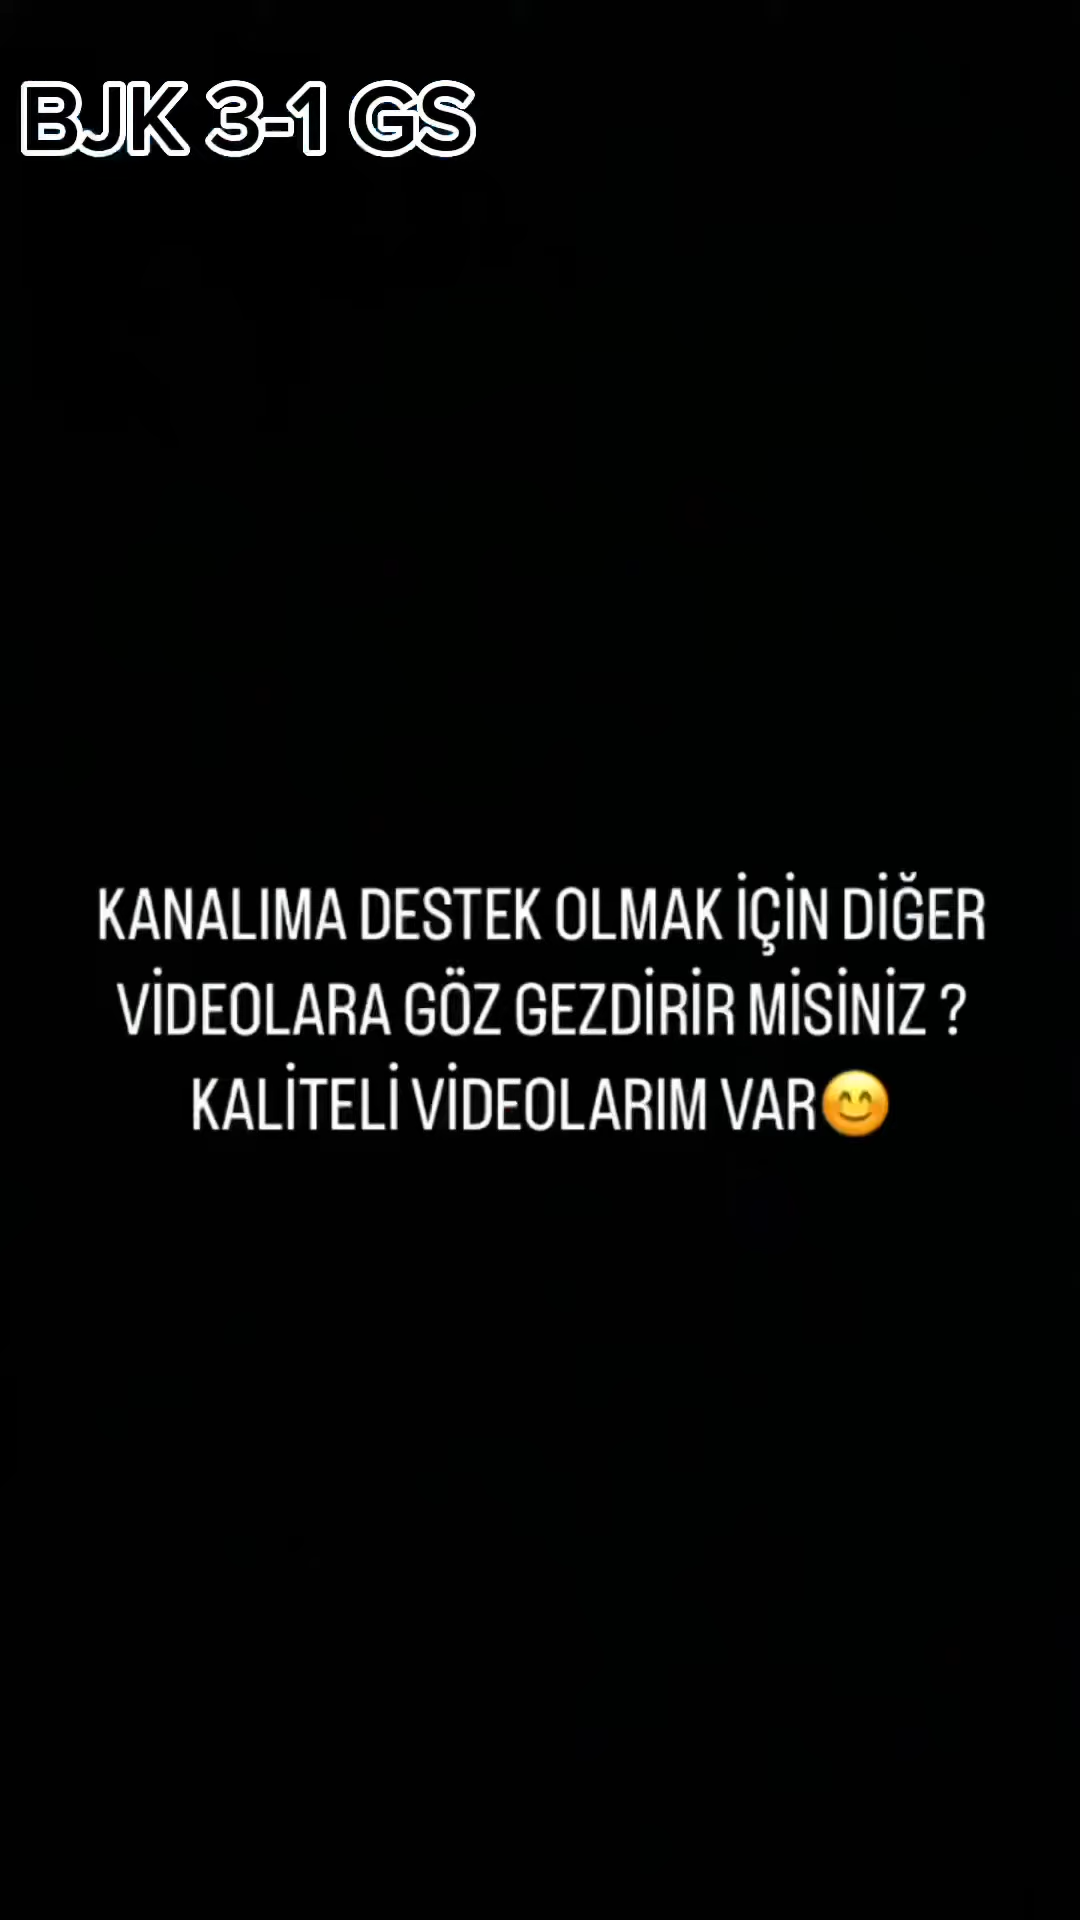 BJK 3-1 GS
KANALIMA DESTEK OLMAK İÇİN DİĞER
VİDEOLARA GÖZ GEZDİRİR MİSİNİZ ?
KALİTELİ VİDEOLARIM VAR😊